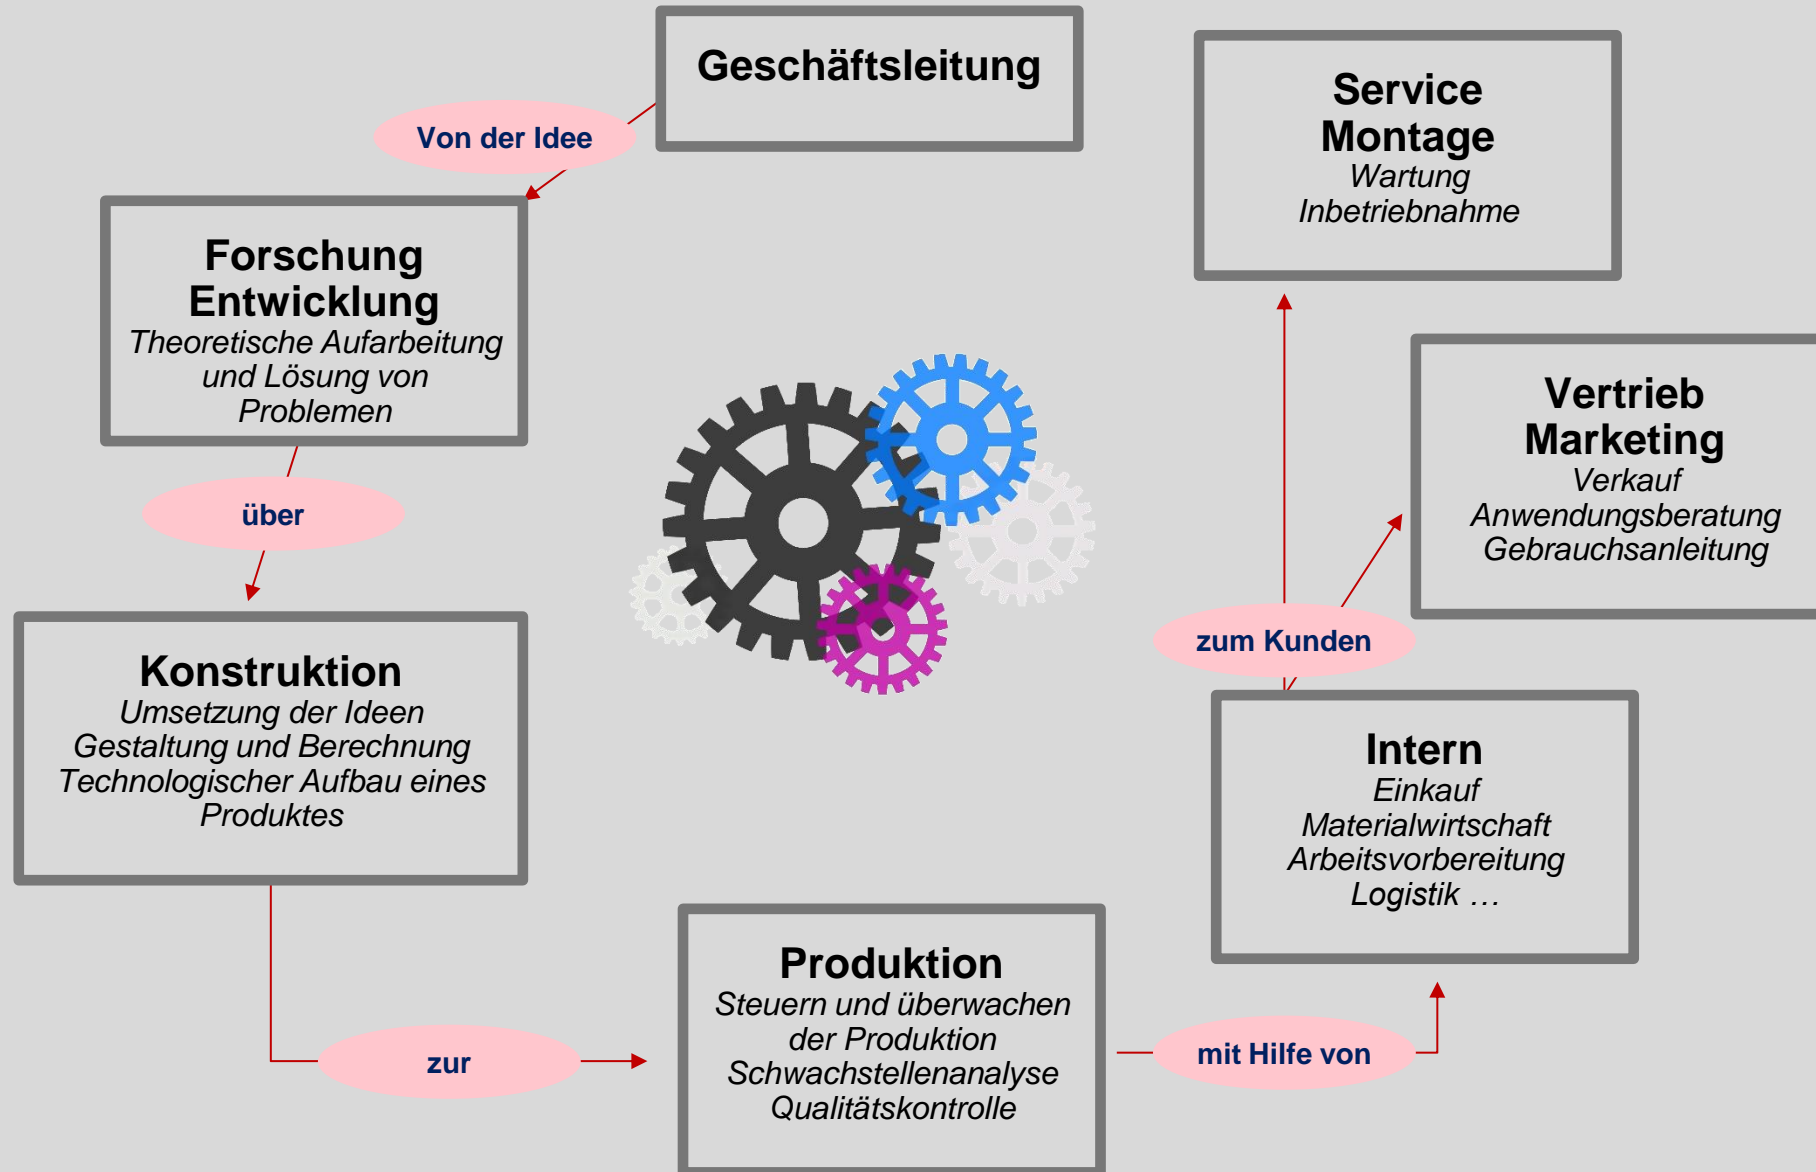 Geschäftsleitung
Von der Idee
Forschung
Entwicklung
Theoretische Aufarbeitung
und Lösung von
Problemen
über
Konstruktion
Umsetzung der Ideen
Gestaltung und Berechnung
Technologischer Aufbau eines
Produktes
zur
Produktion
Steuern und überwachen
der Produktion
Schwachstellenanalyse
Qualitätskontrolle
mit Hilfe von
Intern
Einkauf
Materialwirtschaft
Arbeitsvorbereitung
Logistik …
zum Kunden
Vertrieb
Marketing
Verkauf
Anwendungsberatung
Gebrauchsanleitung
Service
Montage
Wartung
Inbetriebnahme